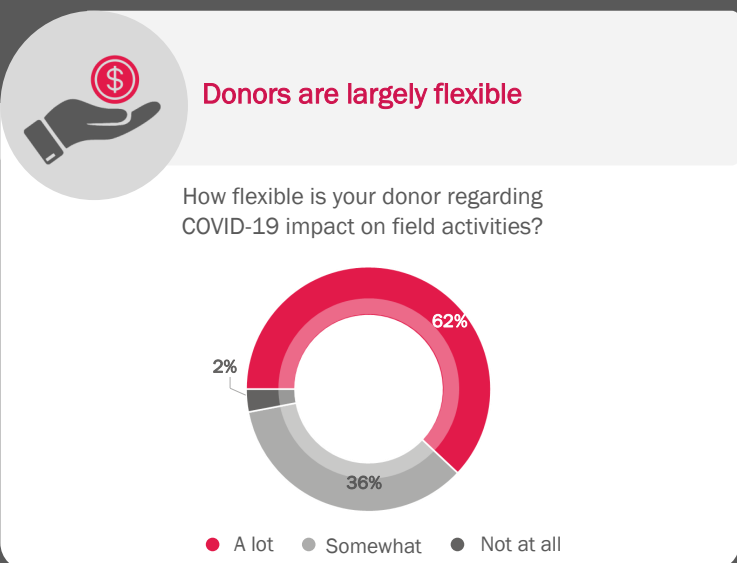 $
Donors are largely flexible
How flexible is your donor regarding
COVID-19 impact on field activities?
62%
2%
36%
A lot
Somewhat
Not at all